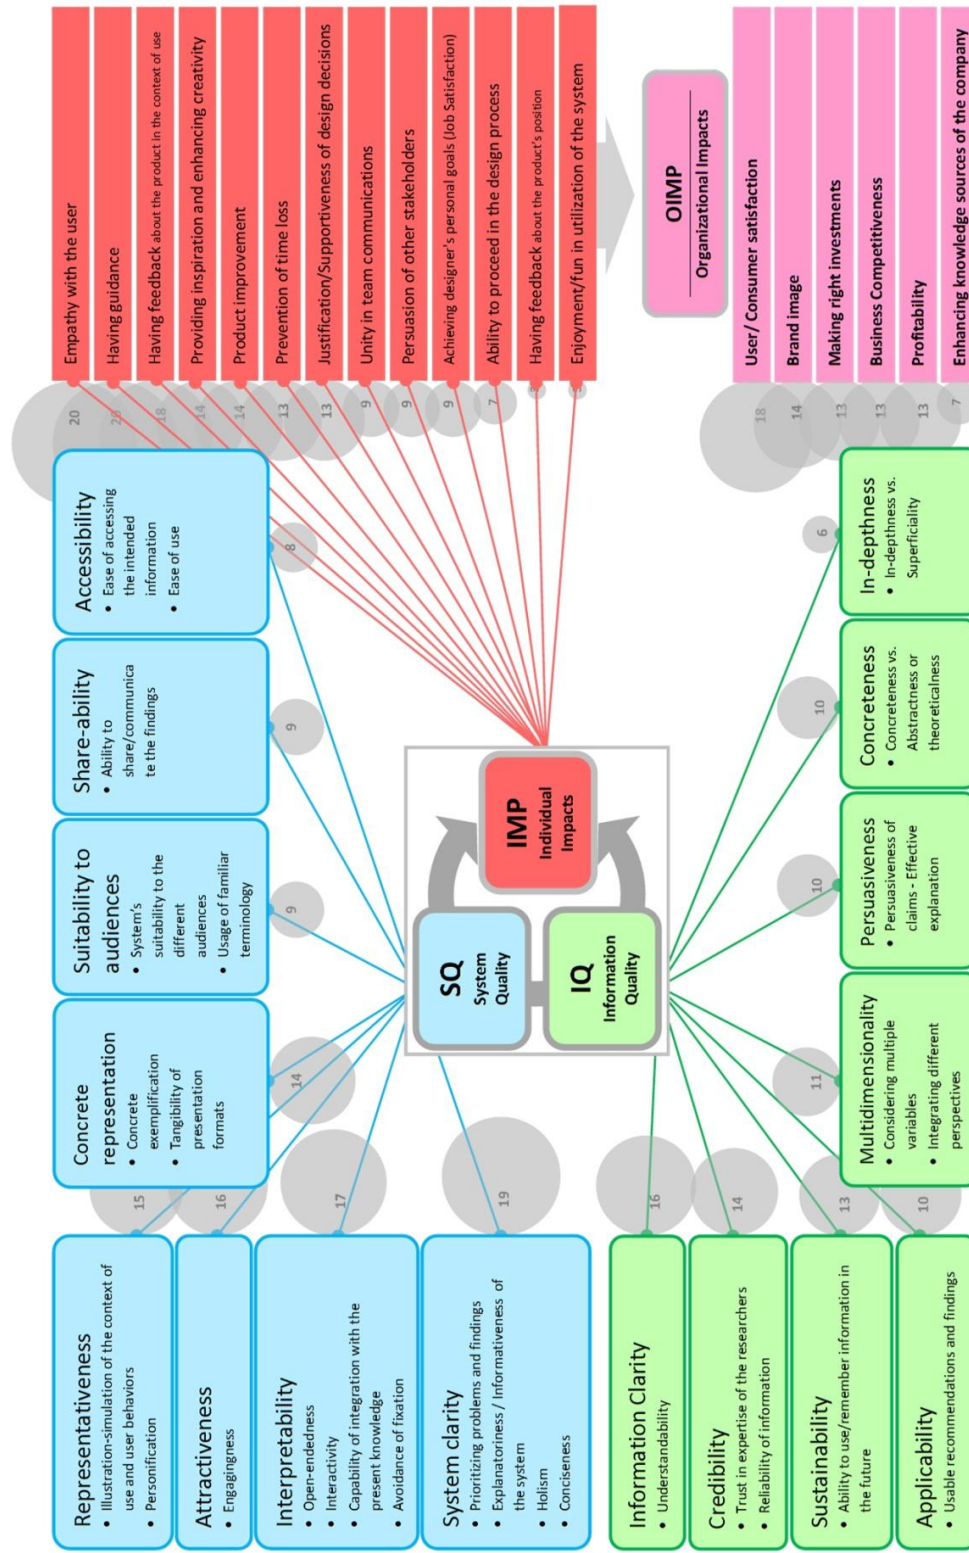 Representativeness
• Illustration-simulation of the context of
use and user behaviors
• Personification
Attractiveness
• Engagingness
Interpretability
• Open-endedness
• Interactivity
• Capability of integration with the
present knowledge
• Avoidance of fixation
System clarity
• Prioritizing problems and findings
• Explanatoriness / Informativeness of
the system
• Holism
• Conciseness
15
16
17
19
Concrete
representation
• Concrete
exemplification
• Tangibility of
presentation
formats
14
Suitability to
audiences
• System's
suitability to the
different
audiences
• Usage of familiar
terminology
9
Share-ability
• Ability to
share/communica
te the findings
9
Accessibility
• Ease of accessing
the intended
information
• Ease of use
8
SQ
System
Quality
IQ
Information
Quality
IMP
Individual
Impacts
20
Empathy with the user
Having guidance
18
Having feedback about the product in the context of use
14
Providing inspiration and enhancing creativity
14
Product improvement
13
Prevention of time loss
13
Justification/Supportiveness of design decisions
9
Unity in team communications
9
Persuasion of other stakeholders
9
Achieving designer's personal goals (Job Satisfaction)
7
Ability to proceed in the design process
Having feedback about the product's position
Enjoyment/fun in utilization of the system
OIMP
Organizational Impacts
18
User/ Consumer satisfaction
14
Brand image
13
Making right investments
13
Business Competitiveness
13
Profitability
7
Enhancing knowledge sources of the company
Information Clarity
• Understandability
16
Credibility
• Trust in expertise of the researchers
• Reliability of information
14
Sustainability
• Ability to use/remember information in
the future
13
Applicability
• Usable recommendations and findings
10
Multidimensionality
• Considering multiple
variables
• Integrating different
perspectives
11
Persuasiveness
• Persuasiveness of
claims - Effective
explanation
10
Concreteness
• Concreteness vs.
Abstractness or
theoreticalness
10
In-depthness
• In-depthness vs.
Superficiality
6